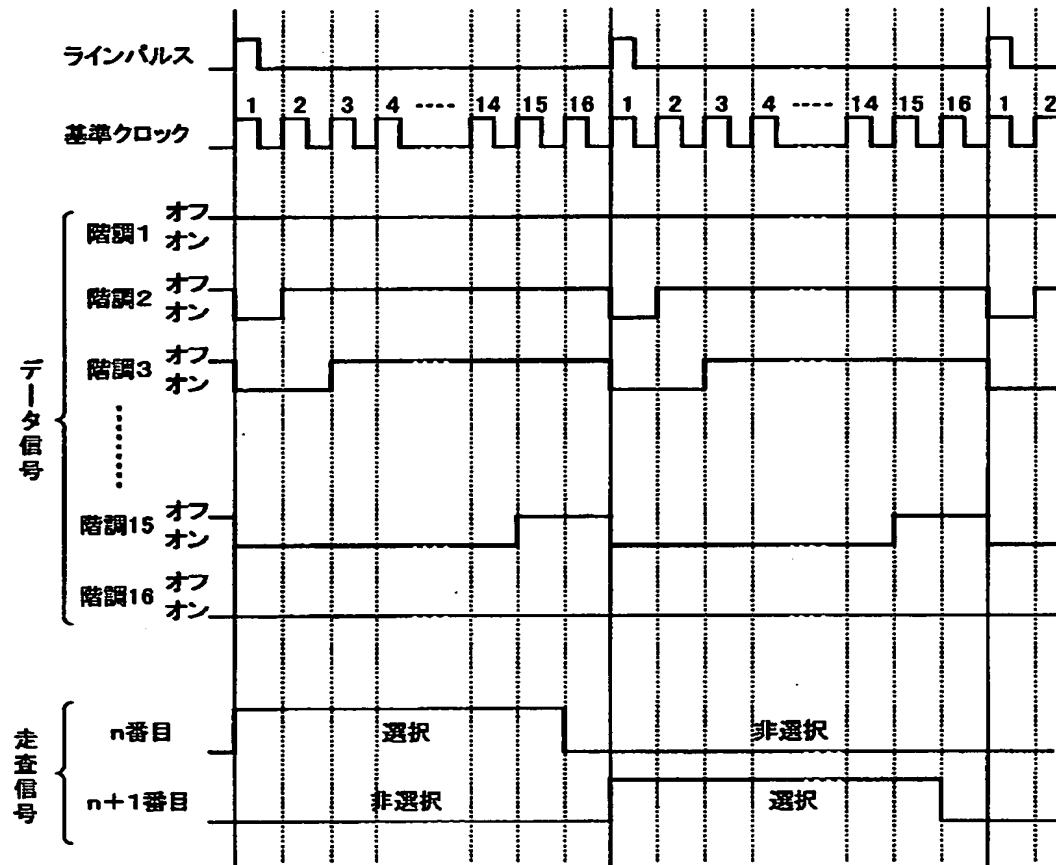 ラインパルス
1 2 3 4 ---- 14 15 16 1 2 3 4 ---- 14 15 16 1 2
基準クロック
データ信号
階調1 オフ オン
階調2 オフ オン
階調3 オフ オン
階調15 オフ オン
階調16 オフ オン
走査信号
n番目 選択 非選択
n+1番目 非選択 選択